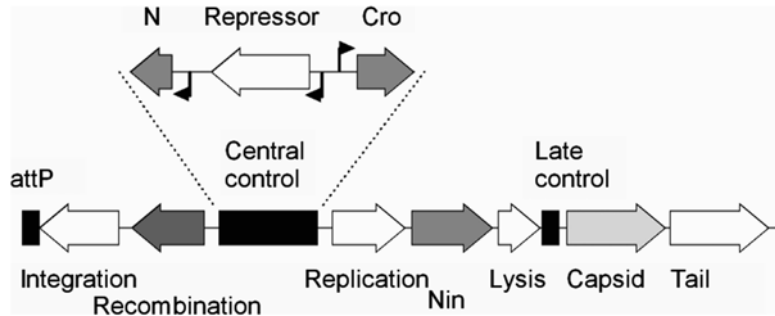 N Repressor Cro
attP
Central
control
Late
control
Integration
Recombination
Replication
Nin
Lysis
Capsid
Tail